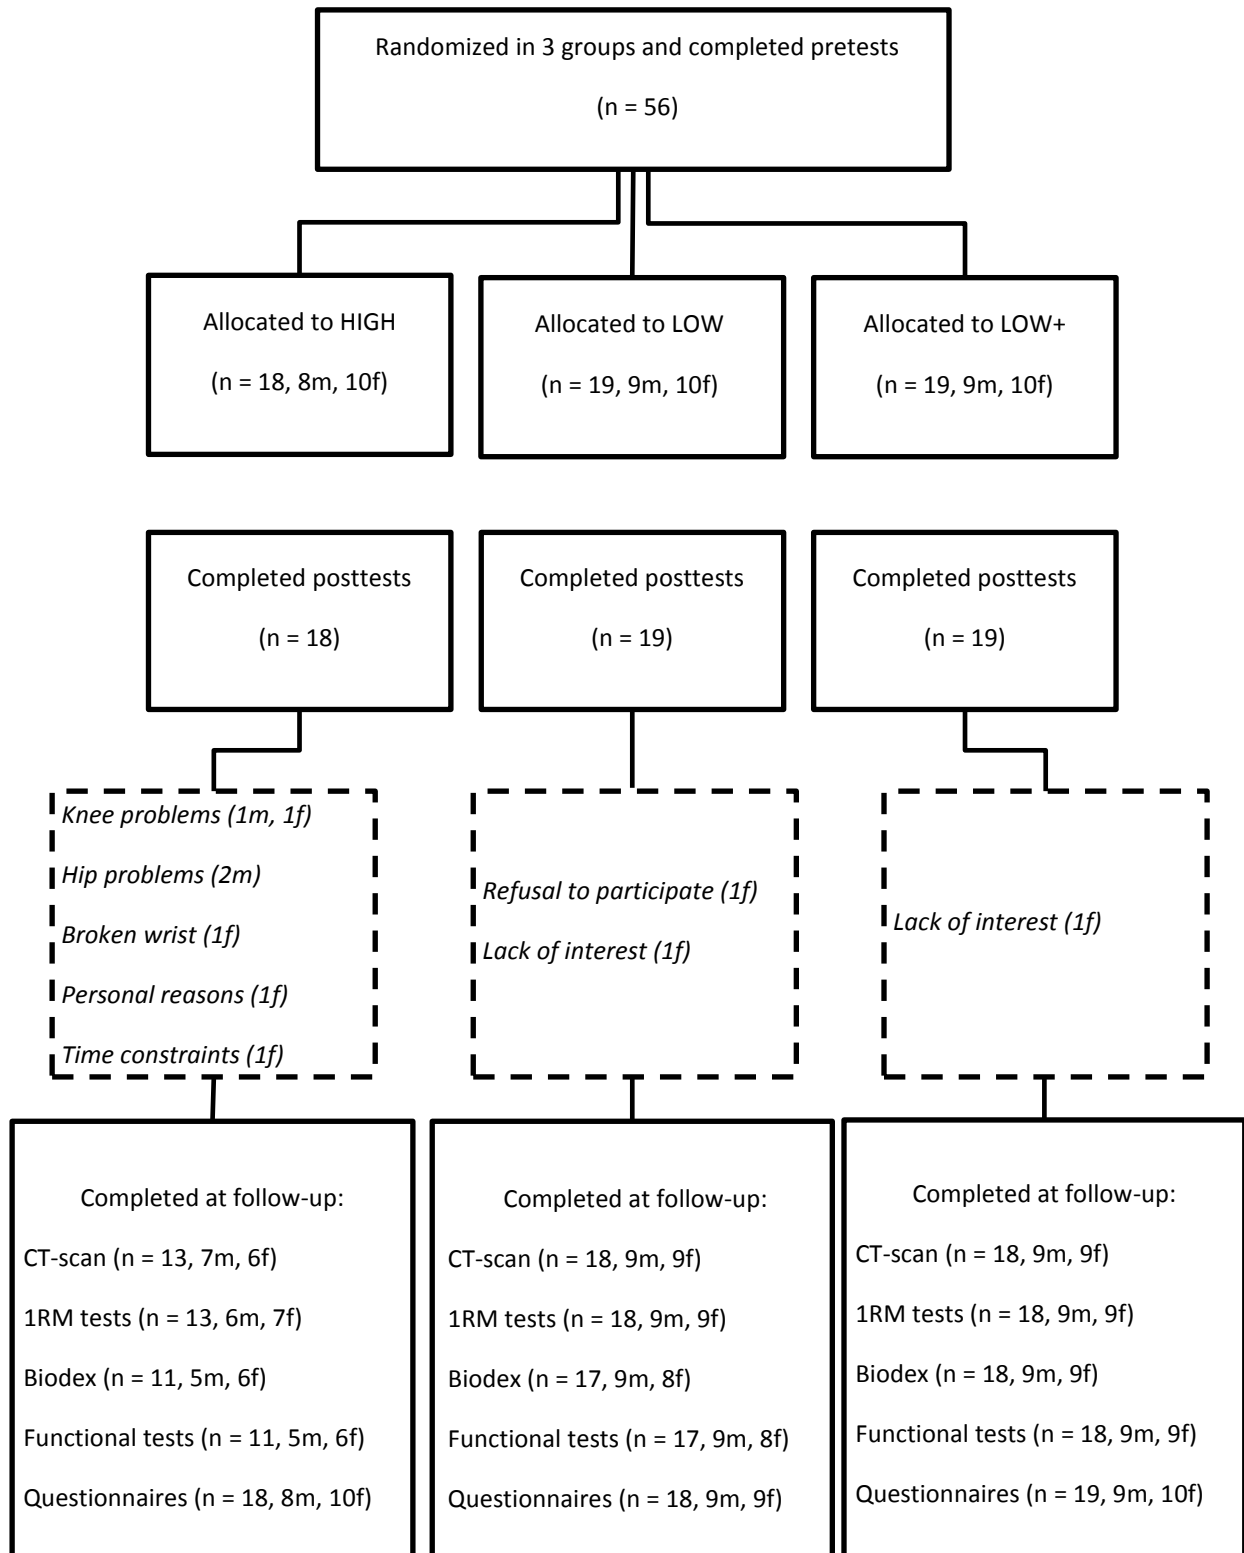 Randomized in 3 groups and completed pretests
(n = 56)
Allocated to HIGH
(n = 18, 8m, 10f)
Allocated to LOW
(n = 19, 9m, 10f)
Allocated to LOW+
(n = 19, 9m, 10f)
Completed posttests
(n = 18)
Completed posttests
(n = 19)
Completed posttests
(n = 19)
Knee problems (1m, 1f)
Hip problems (2m)
Broken wrist (1f)
Personal reasons (1f)
Time constraints (1f)
Refusal to participate (1f)
Lack of interest (1f)
Lack of interest (1f)
Completed at follow-up:
CT-scan (n = 13, 7m, 6f)
1RM tests (n = 13, 6m, 7f)
Biodex (n = 11, 5m, 6f)
Functional tests (n = 11, 5m, 6f)
Questionnaires (n = 18, 8m, 10f)
Completed at follow-up:
CT-scan (n = 18, 9m, 9f)
1RM tests (n = 18, 9m, 9f)
Biodex (n = 17, 9m, 8f)
Functional tests (n = 17, 9m, 8f)
Questionnaires (n = 18, 9m, 9f)
Completed at follow-up:
CT-scan (n = 18, 9m, 9f)
1RM tests (n = 18, 9m, 9f)
Biodex (n = 18, 9m, 9f)
Functional tests (n = 18, 9m, 9f)
Questionnaires (n = 19, 9m, 10f)